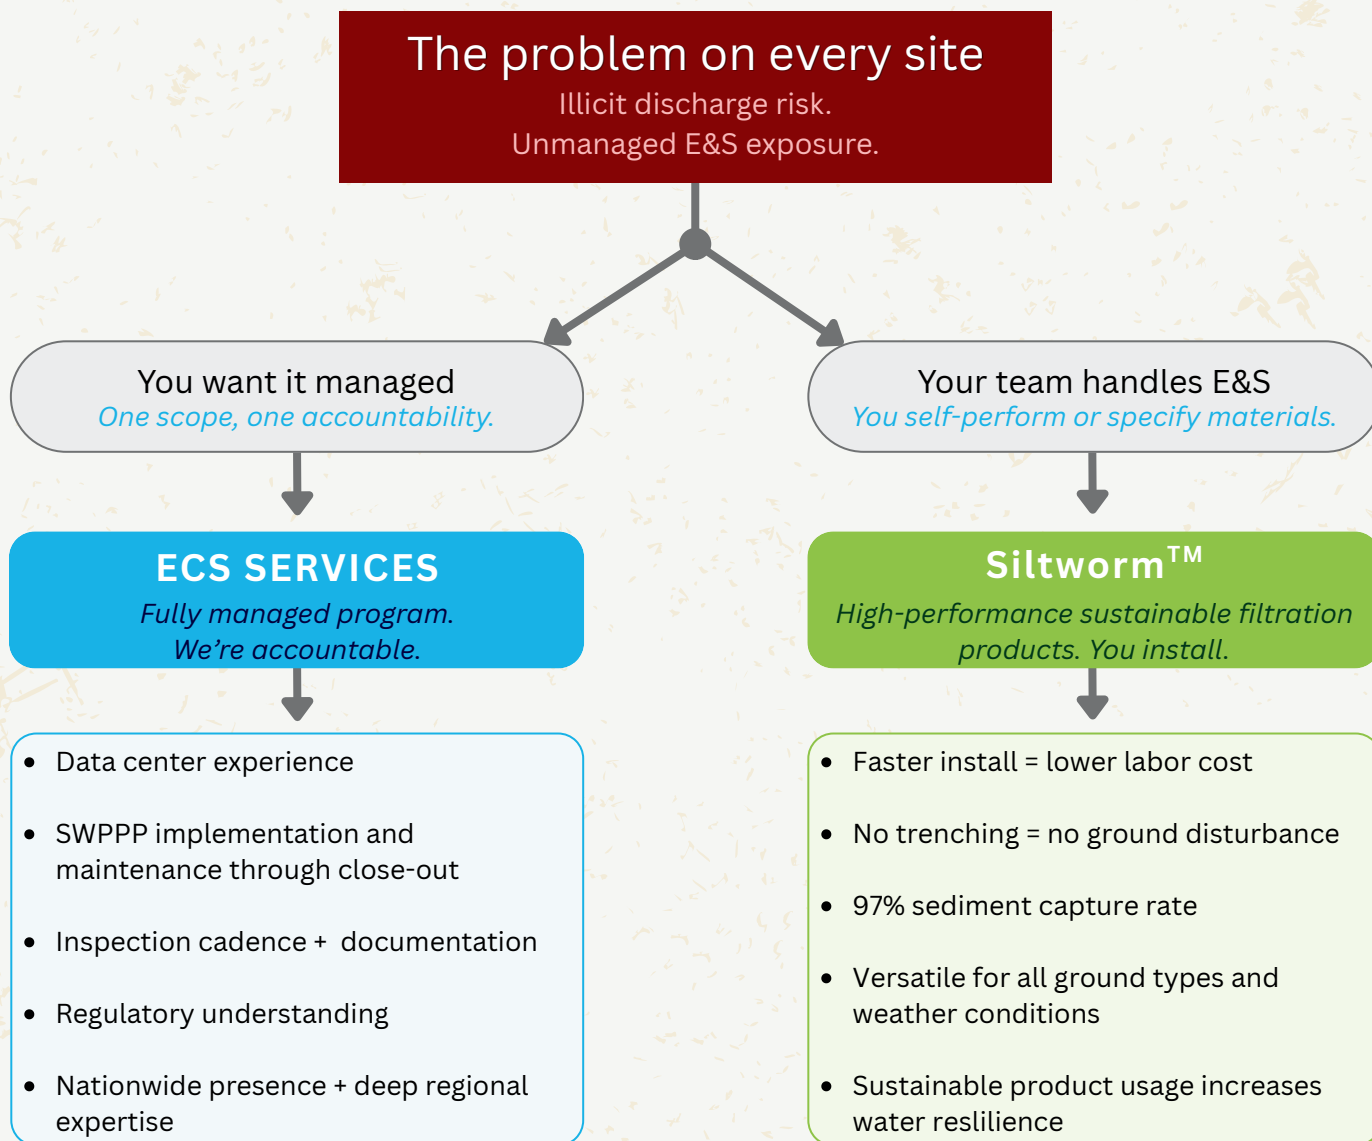 The problem on every site
Illicit discharge risk.
Unmanaged E&S exposure.
You want it managed
One scope, one accountability.
Your team handles E&S
You self-perform or specify materials.
ECS SERVICES
Fully managed program.
We’re accountable.
Siltworm™
High-performance sustainable filtration
products. You install.
• Data center experience
• SWPPP implementation and
maintenance through close-out
• Inspection cadence + documentation
• Regulatory understanding
• Nationwide presence + deep regional
expertise
• Faster install = lower labor cost
• No trenching = no ground disturbance
• 97% sediment capture rate
• Versatile for all ground types and
weather conditions
• Sustainable product usage increases
water reslilience